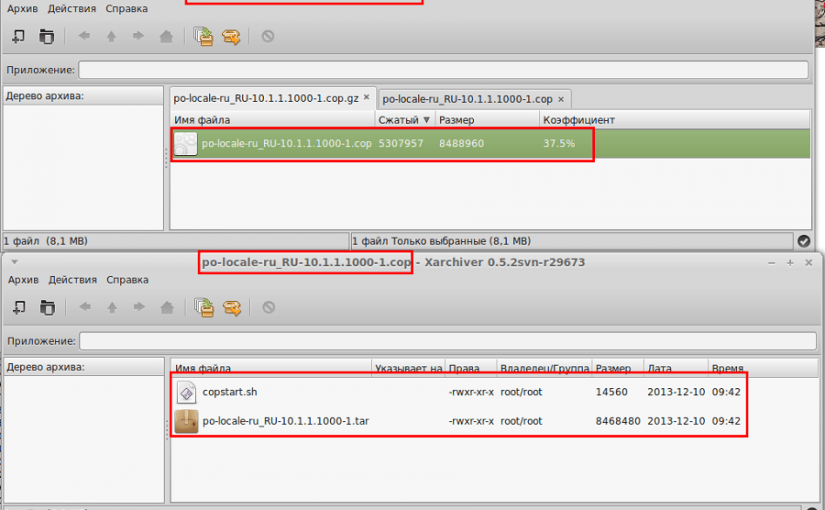 Архив Действия Справка
Приложение:
Дерево архива:
po-locale-ru_RU-10.1.1.1000-1.cop.gz ×
po-locale-ru_RU-10.1.1.1000-1.cop ×
Имя файла Сжатый ▼ Размер Коэффициент
po-locale-ru_RU-10.1.1.1000-1.cop 5307957 8488960 37.5%
1 файл (8,1 MB)
1 файл Только выбранные (8,1 MB)
po-locale-ru_RU-10.1.1.1000-1.cop - Xarchiver 0.5.2svn-r29673
Архив Действия Справка
Приложение:
Дерево архива:
Имя файла Указывает на Права Владелец/Группа Размер Дата Время
copstart.sh -rwxr-xr-x root/root 14560 2013-12-10 09:42
po-locale-ru_RU-10.1.1.1000-1.tar -rwxr-xr-x root/root 8468480 2013-12-10 09:42